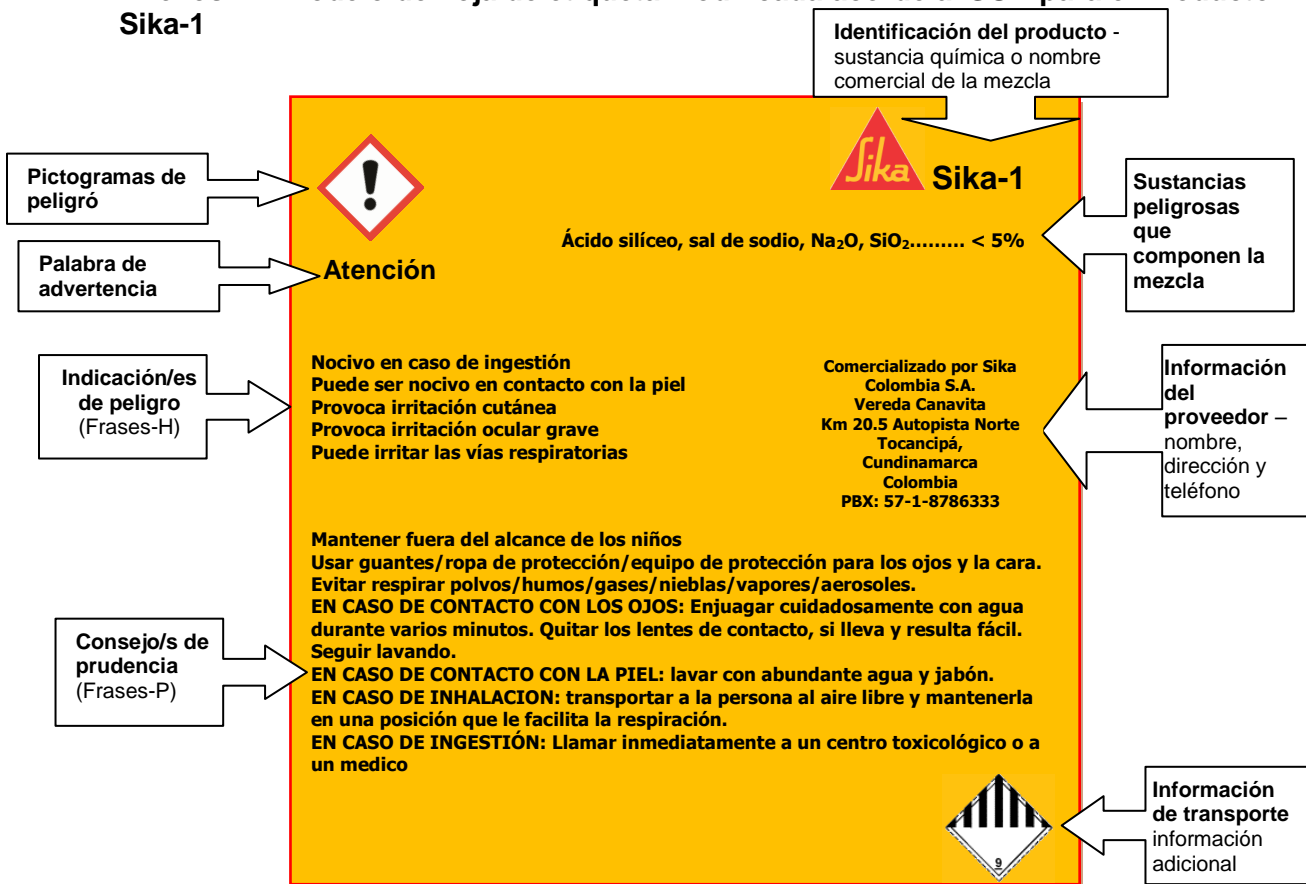 Sika-1
Identificación del producto -
sustancia química o nombre
comercial de la mezcla
Pictogramas de
peligró
Sika
Sika-1
Sustancias
peligrosas
que
componen la
mezcla
Ácido silíceo, sal de sodio, Na₂O, SiO₂......... < 5%
Palabra de
advertencia
Atención
Indicación/es
de peligro
(Frases-H)
Nocivo en caso de ingestión
Puede ser nocivo en contacto con la piel
Provoca irritación cutánea
Provoca irritación ocular grave
Puede irritar las vías respiratorias
Comercializado por Sika
Colombia S.A.
Vereda Canavita
Km 20.5 Autopista Norte
Tocancipá,
Cundinamarca
Colombia
PBX: 57-1-8786333
Información
del
proveedor –
nombre,
dirección y
teléfono
Consejo/s de
prudencia
(Frases-P)
Mantener fuera del alcance de los niños
Usar guantes/ropa de protección/equipo de protección para los ojos y la cara.
Evitar respirar polvos/humos/gases/nieblas/vapores/aerosoles.
EN CASO DE CONTACTO CON LOS OJOS: Enjuagar cuidadosamente con agua
durante varios minutos. Quitar los lentes de contacto, si lleva y resulta fácil.
Seguir lavando.
EN CASO DE CONTACTO CON LA PIEL: lavar con abundante agua y jabón.
EN CASO DE INHALACION: transportar a la persona al aire libre y mantenerla
en una posición que le facilita la respiración.
EN CASO DE INGESTIÓN: Llamar inmediatamente a un centro toxicológico o a
un medico
9
Información
de transporte
información
adicional